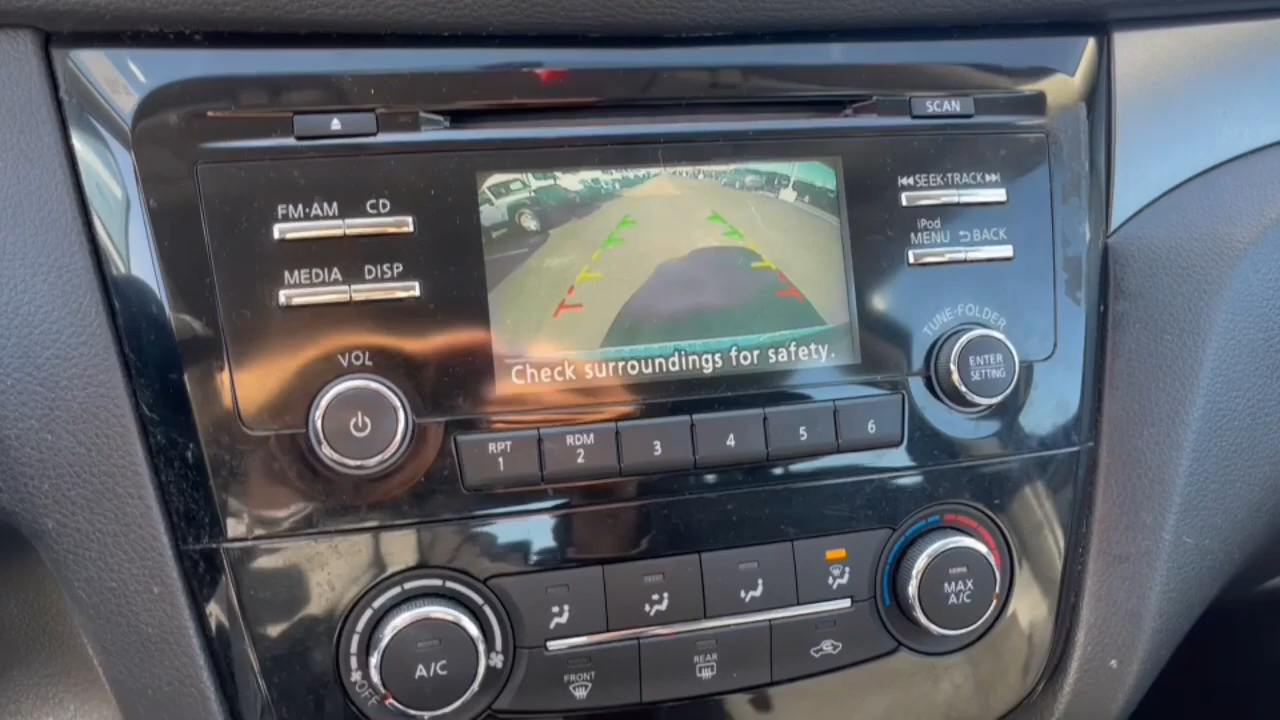 SCAN
FM·AM CD
SEEK·TRACK
iPod
MENU BACK
MEDIA DISP
TUNE·FOLDER
VOL
ENTER
SETTING
Check surroundings for safety.
RPT
1
RDM
2
3
4
5
6
MAX
A/C
A/C
OFF
FRONT
REAR